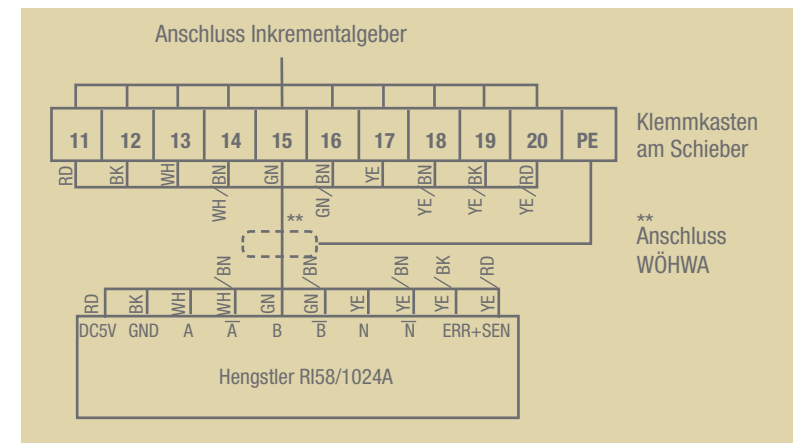 Anschluss Inkrementalgeber
11 12 13 14 15 16 17 18 19 20 PE
Klemmkasten
am Schieber
RD BK WH WH/BN GN GN/BN YE YE/BN YE/BK YE/RD
**
**
Anschluss
WÖHWA
RD BK WH WH/BN GN GN/BN YE YE/BN YE/BK YE/RD
DC5V GND A A̅ B B̅ N N̅ ERR+SEN
Hengstler RI58/1024A